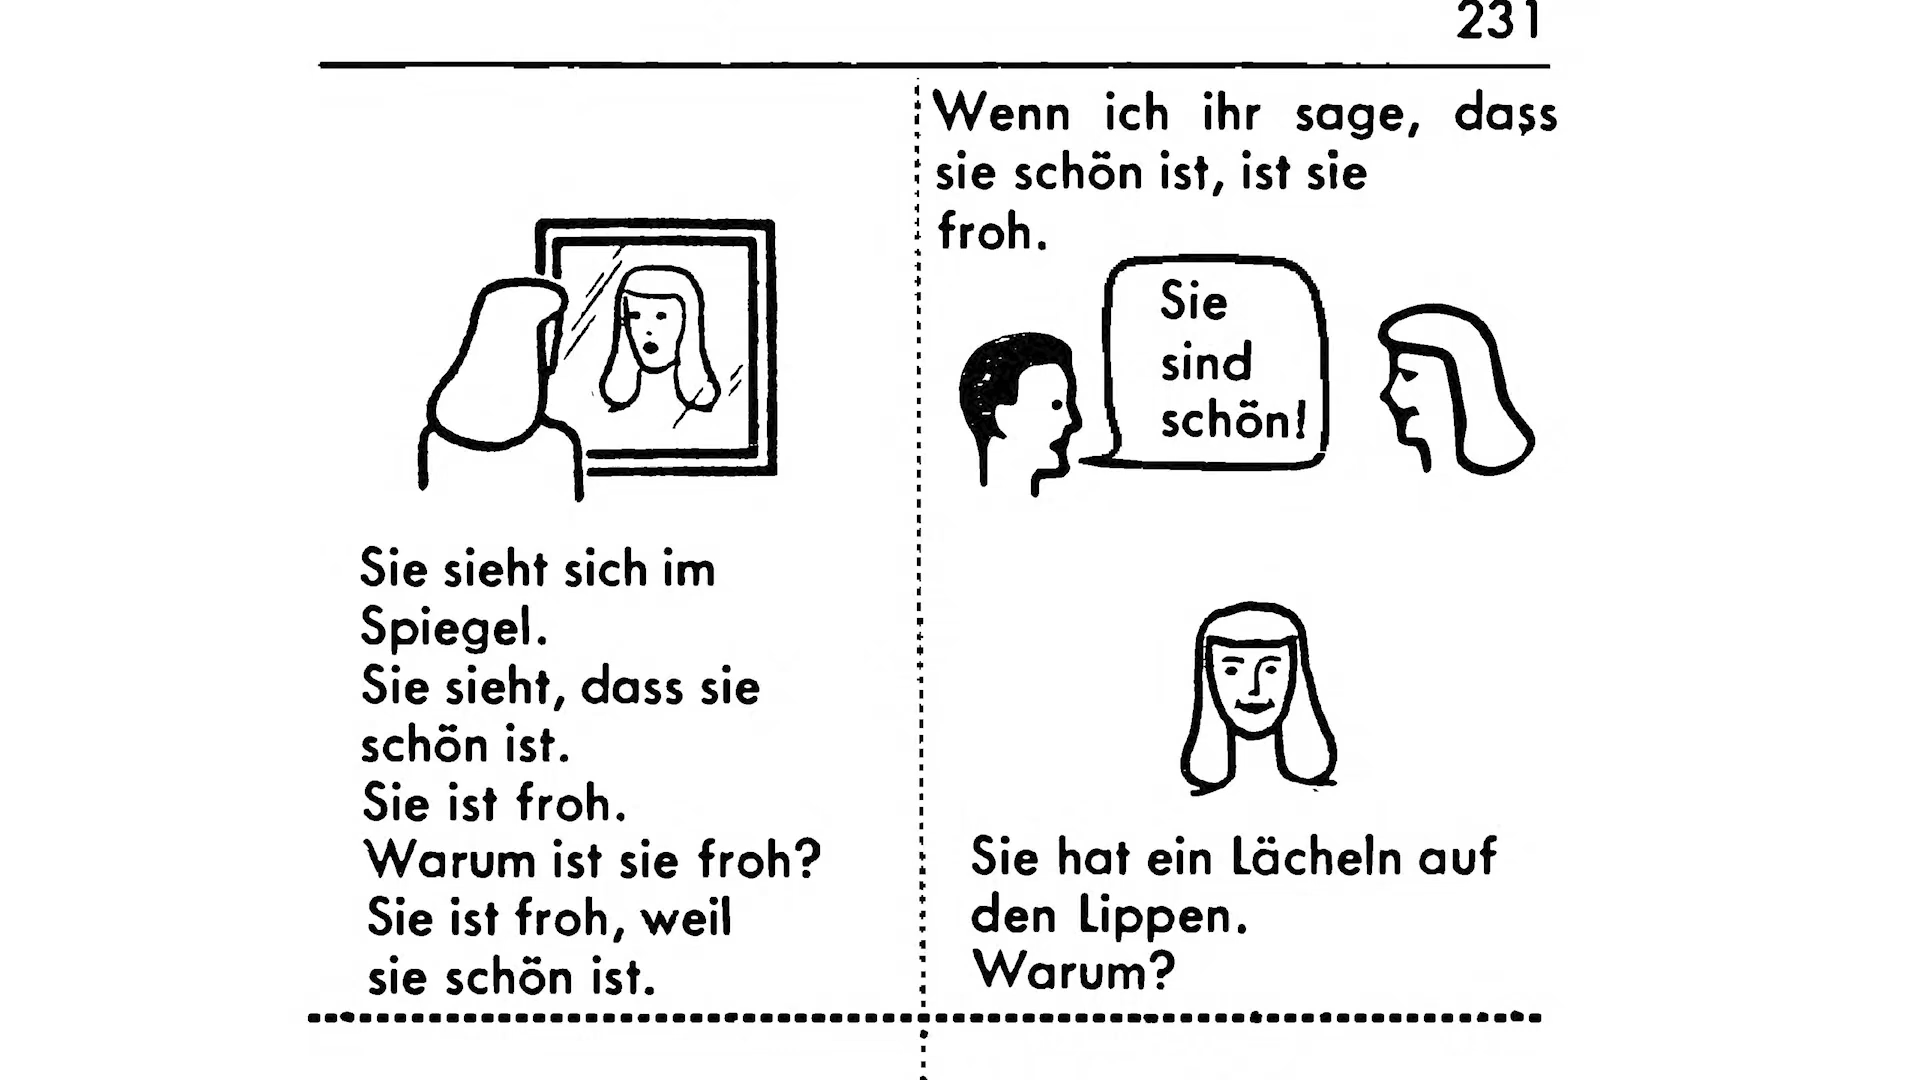 231
Sie sieht sich im
Spiegel.
Sie sieht, dass sie
schön ist.
Sie ist froh.
Warum ist sie froh?
Sie ist froh, weil
sie schön ist.
Wenn ich ihr sage, dass
sie schön ist, ist sie
froh.
Sie
sind
schön!
Sie hat ein Lächeln auf
den Lippen.
Warum?